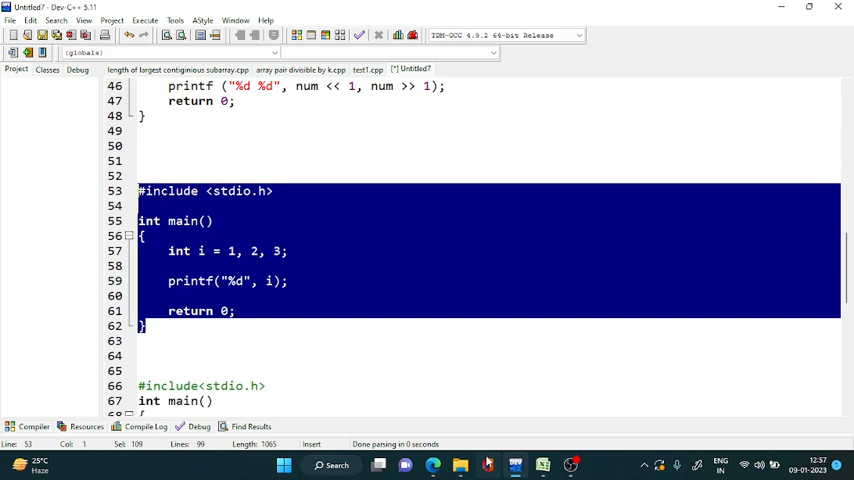 Untitled7 - Dev-C++ 5.11
File Edit Search View Project Execute Tools AStyle Window Help
TDM-GCC 4.9.2 64-bit Release
(globals)
Project Classes Debug length of largest contiginious subarray.cpp array pair divisible by k.cpp test1.cpp [*] Untitled7
46 printf ("%d %d", num << 1, num >> 1);
47 return 0;
48 }
49
50
51
52
53 #include <stdio.h>
54
55 int main()
56 {
57 int i = 1, 2, 3;
58
59 printf("%d", i);
60
61 return 0;
62 }
63
64
65
66 #include<stdio.h>
67 int main()
68 {
Compiler Resources Compile Log Debug Find Results
Line: 53 Col: 1 Sel: 109 Lines: 99 Length: 1065 Insert Done parsing in 0 seconds
25°C
Haze
Search
ENG
IN
12:57
09-01-2023
1